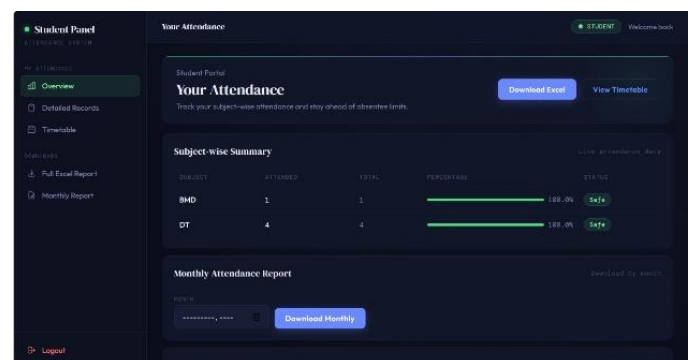 Student Panel
ATTENDANCE SYSTEM
MY ATTENDANCE
Overview
Detailed Records
Timetable
DOWNLOADS
Full Excel Report
Monthly Report
Logout
Your Attendance
STUDENT
Welcome back
Student Portal
Your Attendance
Track your subject-wise attendance and stay ahead of absentee limits.
Download Excel
View Timetable
Subject-wise Summary
Live attendance data
SUBJECT ATTENDED TOTAL PERCENTAGE STATUS
BMD 1 1 100.0% Safe
DT 4 4 100.0% Safe
Monthly Attendance Report
Download by month
MONTH
---------, ----
Download Monthly